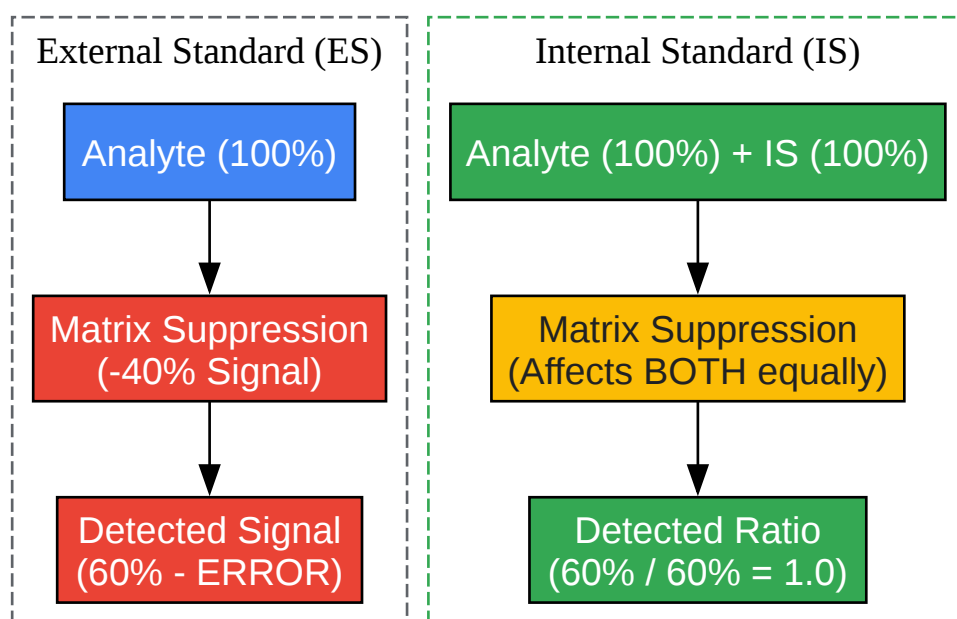 External Standard (ES)
Analyte (100%)
Matrix Suppression
(-40% Signal)
Detected Signal
(60% - ERROR)
Internal Standard (IS)
Analyte (100%) + IS (100%)
Matrix Suppression
(Affects BOTH equally)
Detected Ratio
(60% / 60% = 1.0)